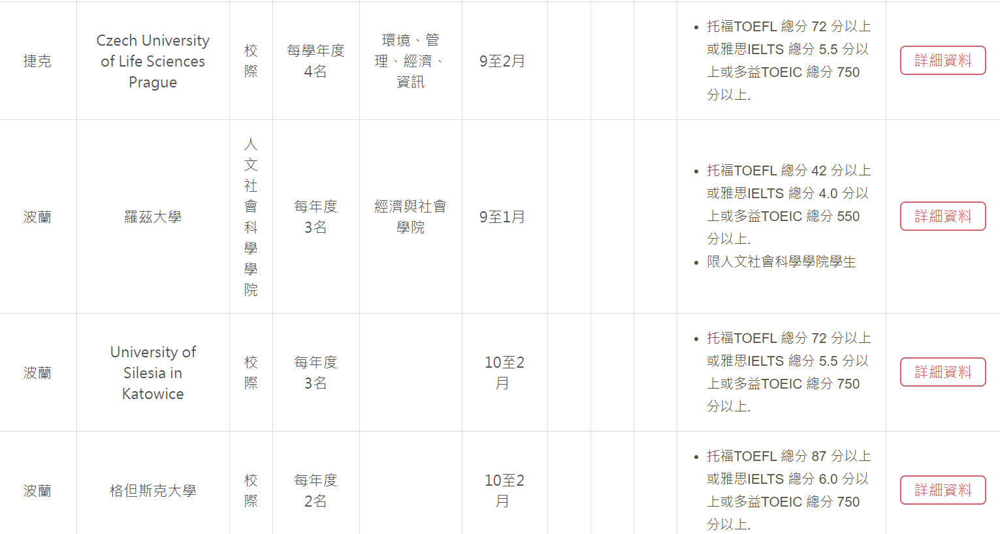 捷克
Czech University
of Life Sciences
Prague
校
際
每學年度
4名
環境、管
理、經濟、
資訊
9至2月
• 托福TOEFL 總分 72 分以上
或雅思IELTS 總分 5.5 分以
上或多益TOEIC 總分 750
分以上.
詳細資料
波蘭
羅茲大學
人
文
社
會
科
學
學
院
每年度
3名
經濟與社會
學院
9至1月
• 托福TOEFL 總分 42 分以上
或雅思IELTS 總分 4.0 分以
上或多益TOEIC 總分 550
分以上.
• 限人文社會科學學院學生
詳細資料
波蘭
University of
Silesia in
Katowice
校
際
每年度
3名
10至2
月
• 托福TOEFL 總分 72 分以上
或雅思IELTS 總分 5.5 分以
上或多益TOEIC 總分 750
分以上.
詳細資料
波蘭
格但斯克大學
校
際
每年度
2名
10至2
月
• 托福TOEFL 總分 87 分以上
或雅思IELTS 總分 6.0 分以
上或多益TOEIC 總分 750
分以上.
詳細資料